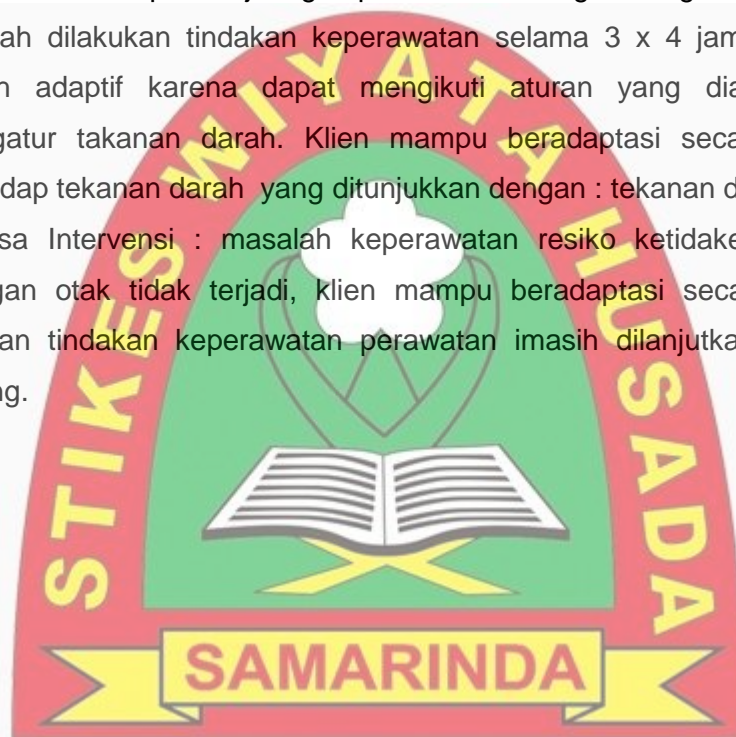 ah dilakukan tindakan keperawatan selama 3 x 4 jam
n adaptif karena dapat mengikuti aturan yang dia
gatur takanan darah. Klien mampu beradaptasi seca
dap tekanan darah yang ditunjukkan dengan : tekanan d
sa Intervensi : masalah keperawatan resiko ketidake
gan otak tidak terjadi, klien mampu beradaptasi seca
an tindakan keperawatan perawatan imasih dilanjutka
ng.
STIKES WIYATA HUSADA
SAMARINDA